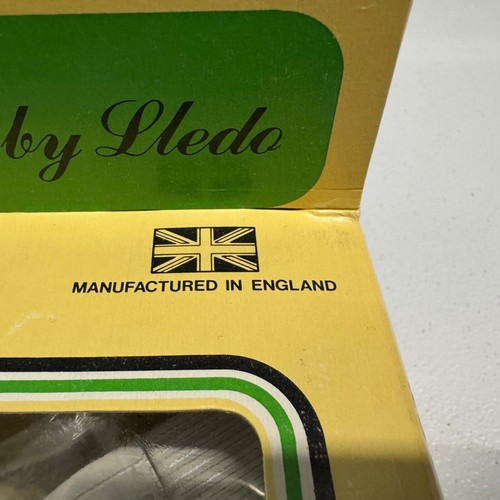 by Lledo
MANUFACTURED IN ENGLAND